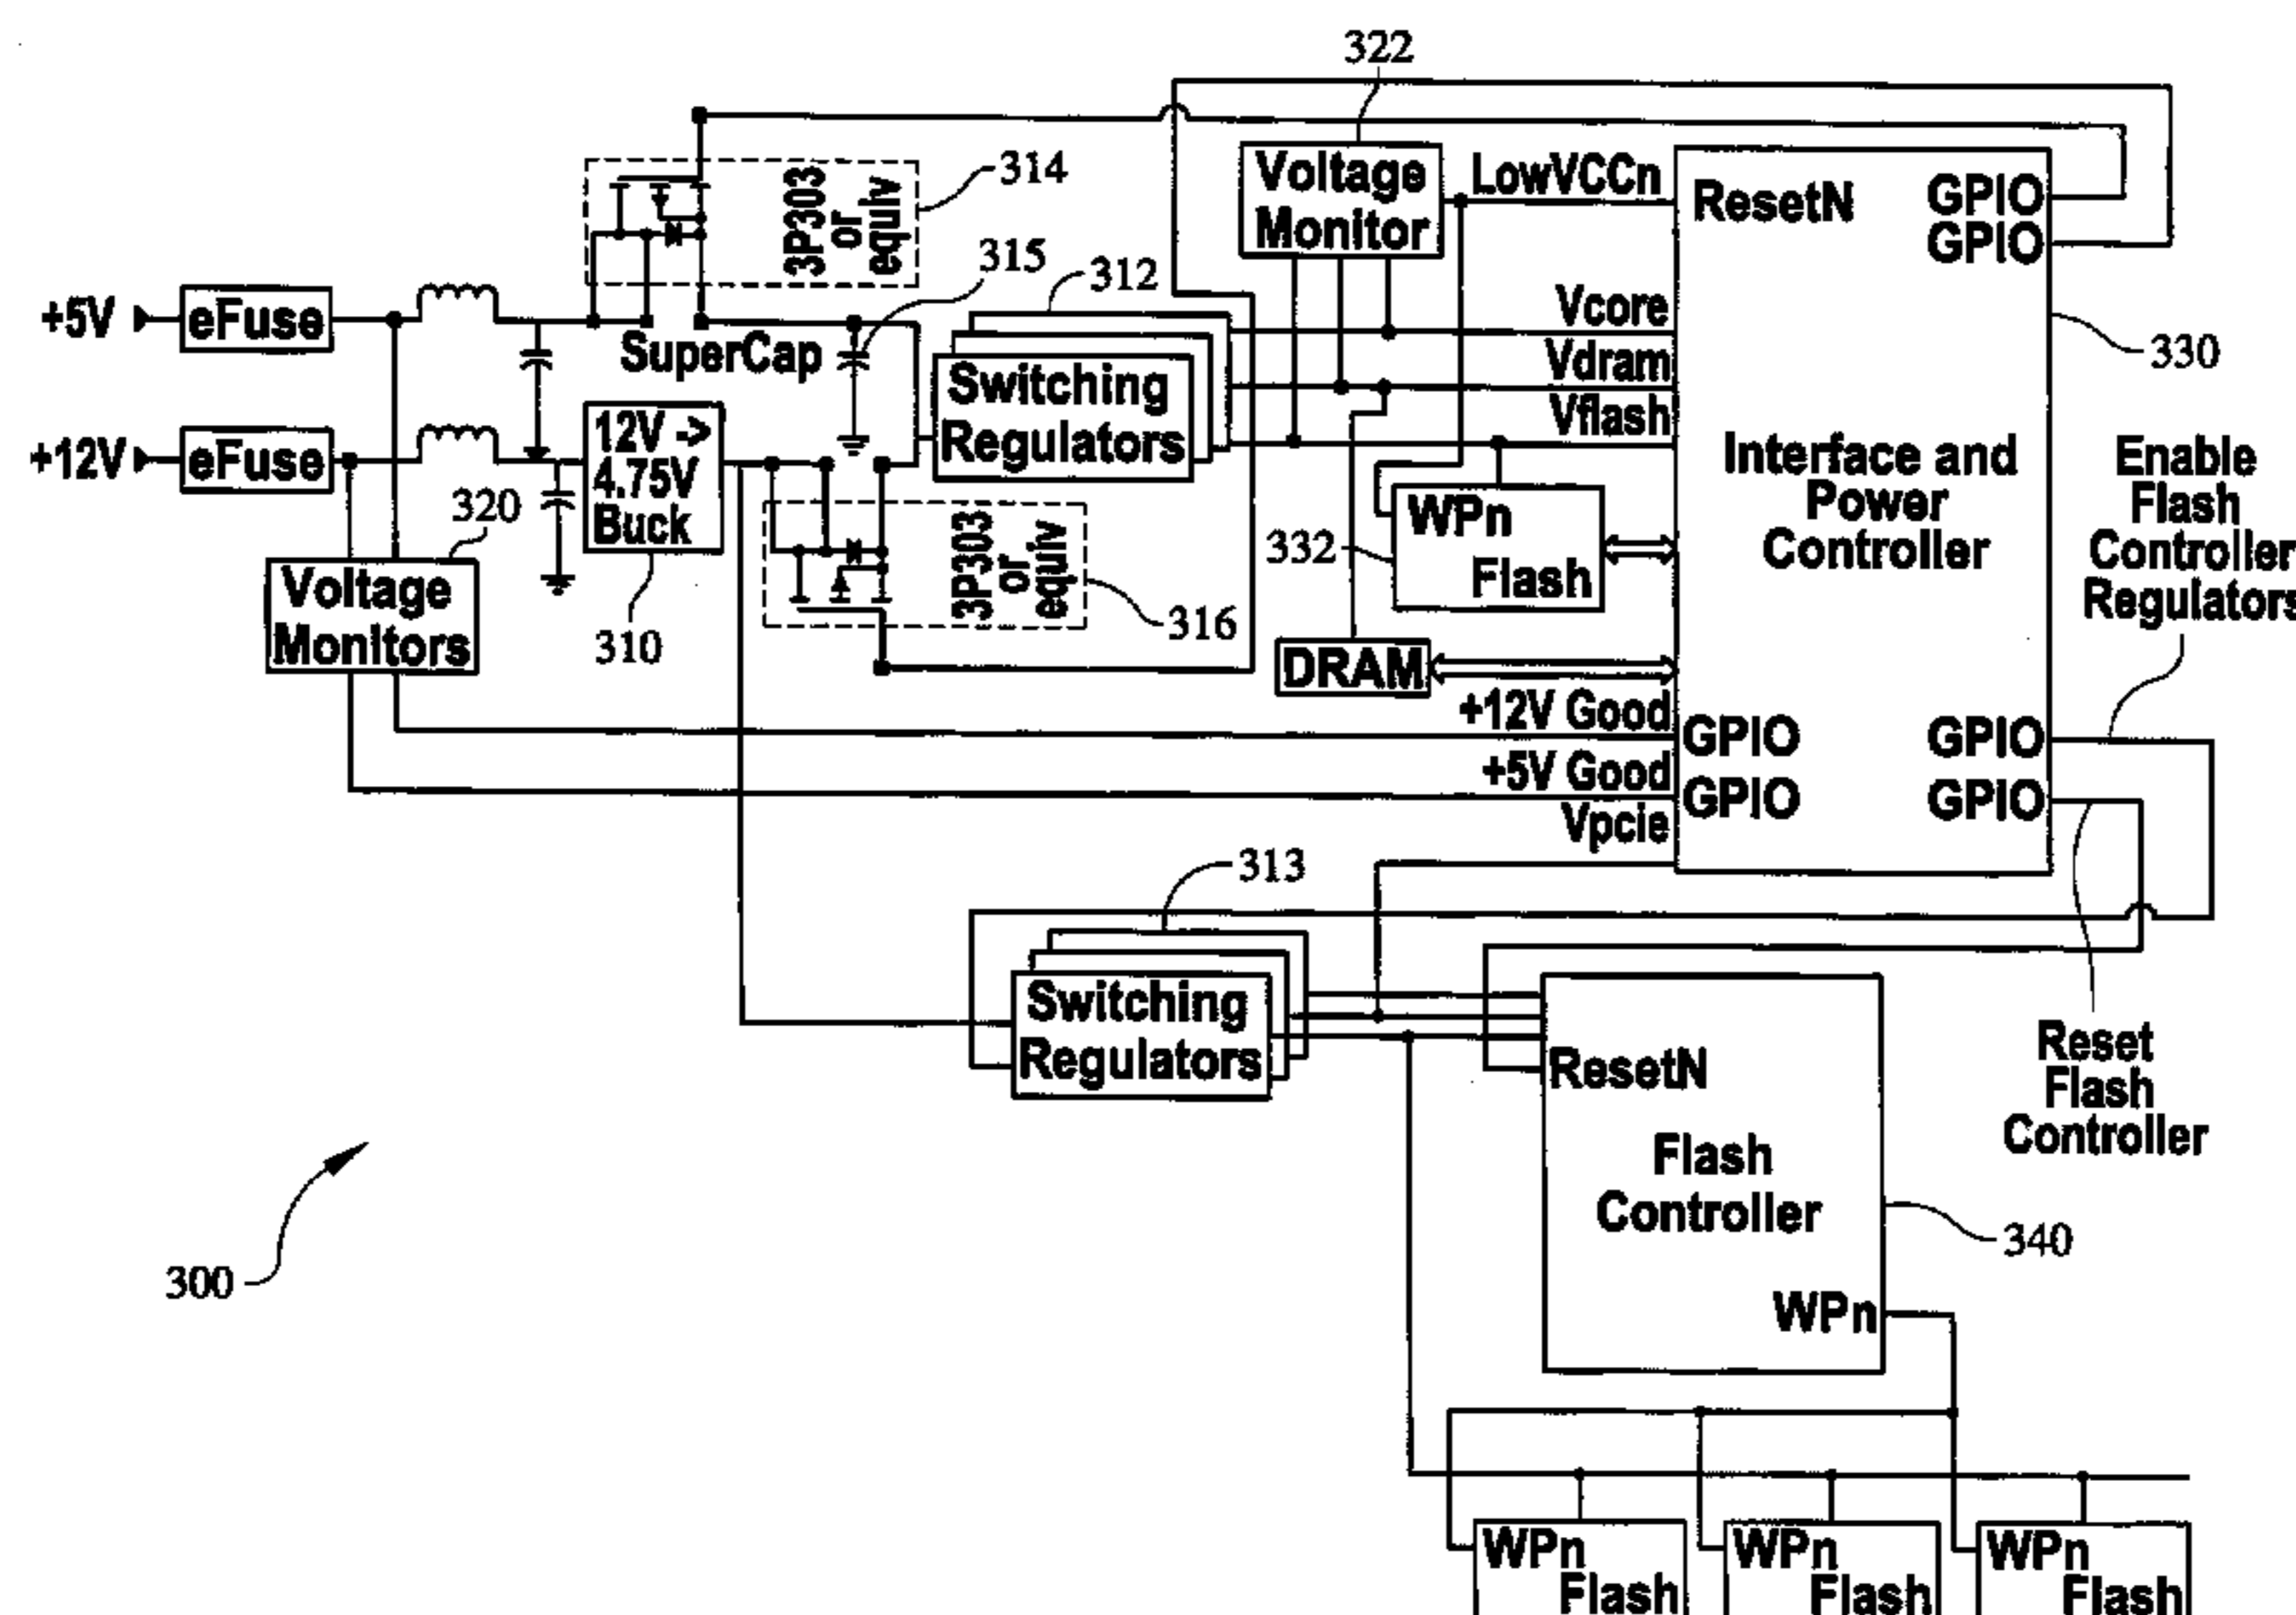 322
314
3P303
or
equiv
Voltage
Monitor
LowVCCn
ResetN
GPIO
GPIO
315
312
+5V
eFuse
SuperCap
Switching
Regulators
Vcore
Vdram
Vflash
330
+12V
eFuse
12V ->
4.75V
Buck
320
Voltage
Monitors
310
3P303
or
equiv
316
332
WPn
Flash
DRAM
Interface and
Power
Controller
Enable
Flash
Controller
Regulators
+12V Good
GPIO
GPIO
+5V Good
GPIO
GPIO
Vpcie
313
Switching
Regulators
ResetN
Flash
Controller
340
WPn
Reset
Flash
Controller
300
WPn
Flash
WPn
Flash
WPn
Flash